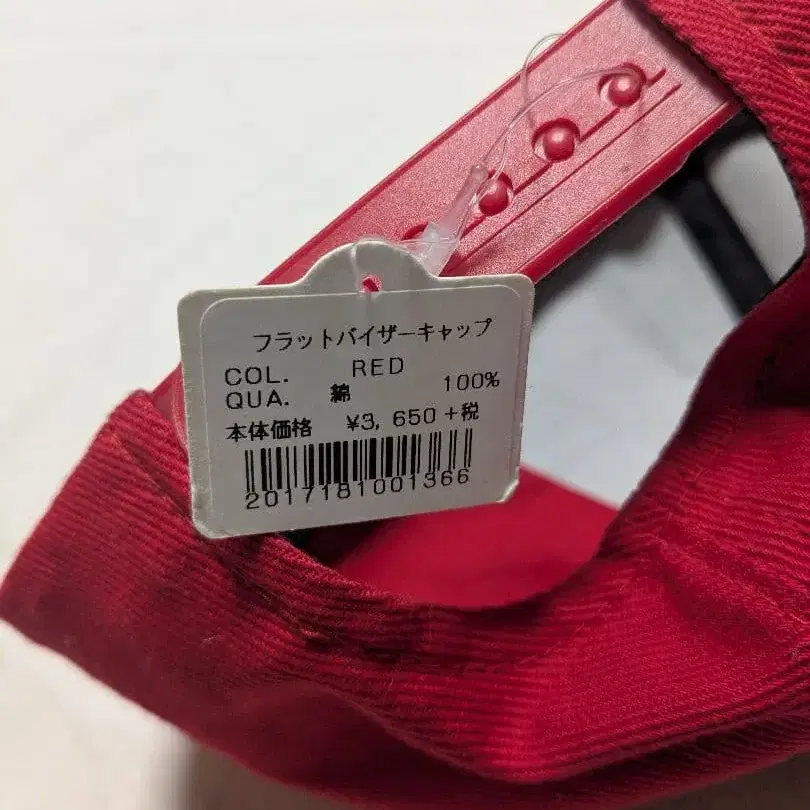 フラットバイザーキャップ
COL. RED
QUA. 綿 100%
本体価格 ¥3,650+税
2017181001366